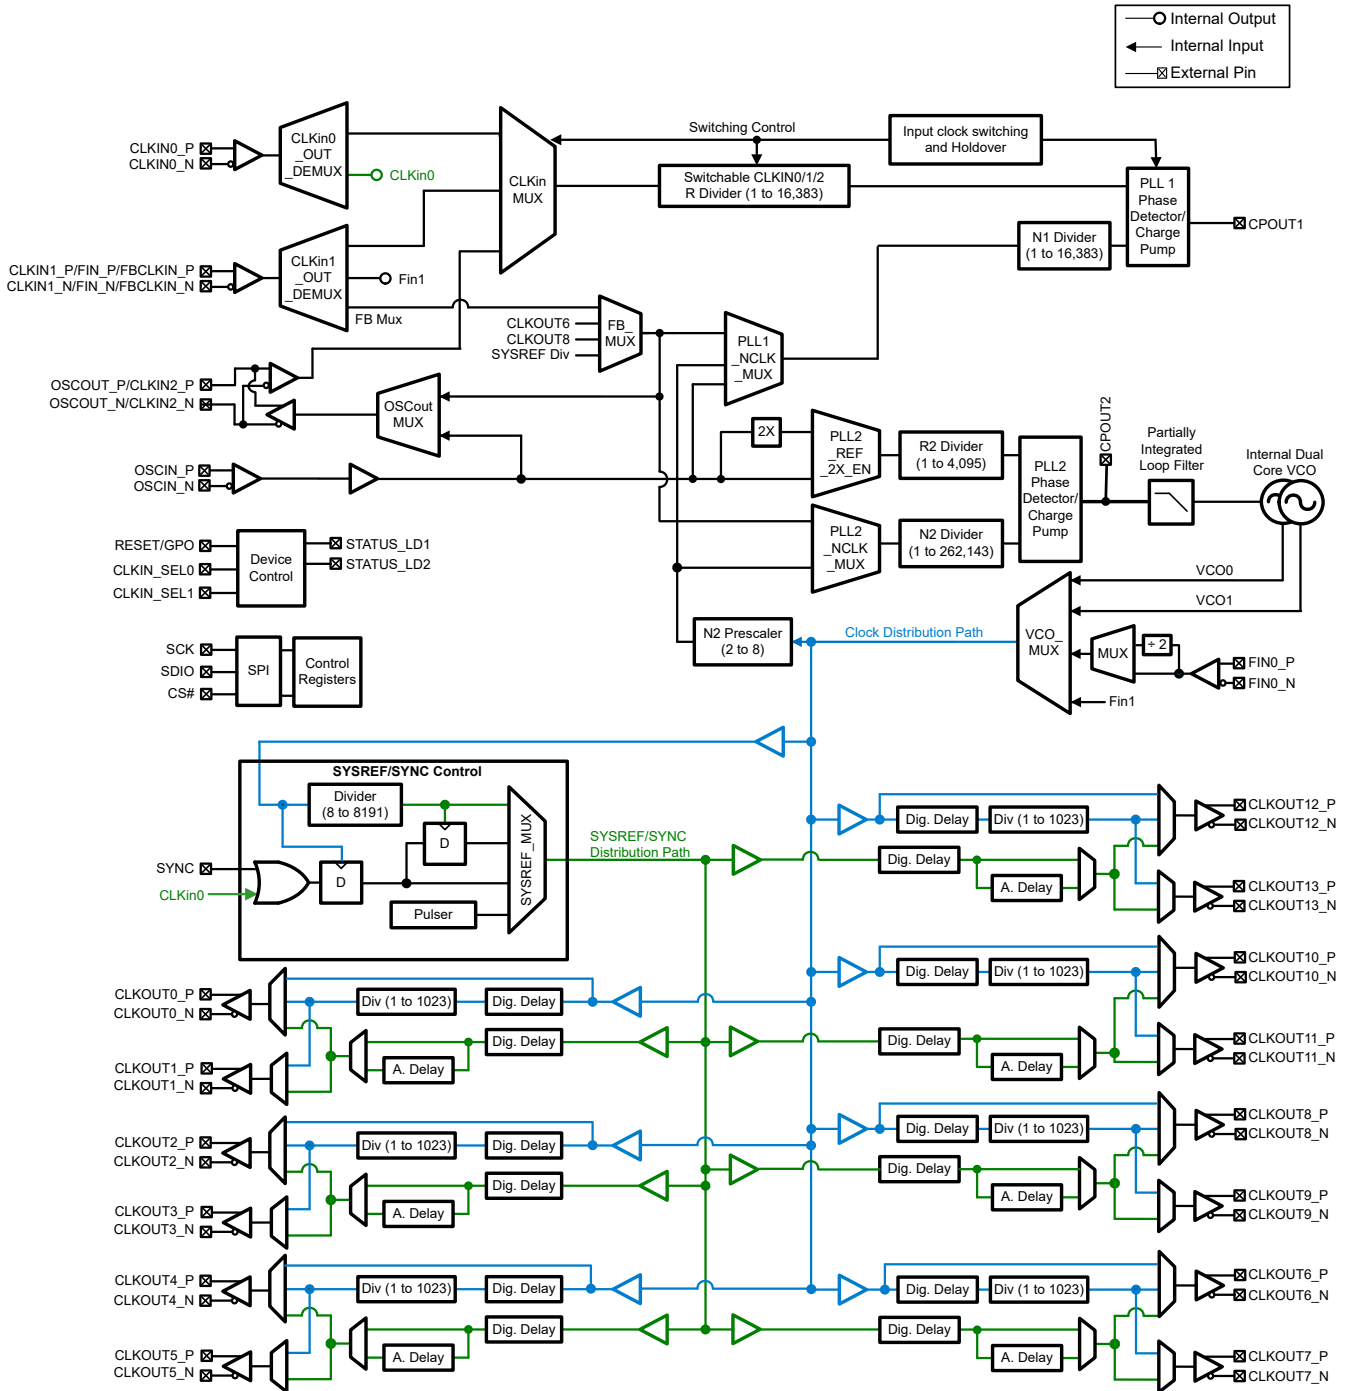 Internal Output
Internal Input
External Pin
CLKIN0_P
CLKIN0_N
CLKin0
_OUT
_DEMUX
CLKin0
CLKin
MUX
Switching Control
Input clock switching
and Holdover
Switchable CLKIN0/1/2
R Divider (1 to 16,383)
PLL 1
Phase
Detector/
Charge
Pump
CPOUT1
N1 Divider
(1 to 16,383)
CLKIN1_P/FIN_P/FBCLKIN_P
CLKIN1_N/FIN_N/FBCLKIN_N
CLKin1
_OUT
_DEMUX
Fin1
FB Mux
CLKOUT6
CLKOUT8
SYSREF Div
FB_
MUX
PLL1
_NCLK
_MUX
OSCOUT_P/CLKIN2_P
OSCOUT_N/CLKIN2_N
OSCout
MUX
OSCIN_P
OSCIN_N
2X
PLL2
_REF
_2X_EN
R2 Divider
(1 to 4,095)
PLL2
Phase
Detector/
Charge
Pump
CPOUT2
Partially
Integrated
Loop Filter
Internal Dual
Core VCO
PLL2
_NCLK
_MUX
N2 Divider
(1 to 262,143)
RESET/GPO
CLKIN_SEL0
CLKIN_SEL1
Device
Control
STATUS_LD1
STATUS_LD2
SCK
SDIO
CS#
SPI
Control
Registers
N2 Prescaler
(2 to 8)
Clock Distribution Path
VCO_
MUX
VCO0
VCO1
MUX
÷ 2
FIN0_P
FIN0_N
Fin1
SYSREF/SYNC Control
Divider
(8 to 8191)
D
D
SYNC
CLKin0
Pulser
SYSREF_MUX
SYSREF/SYNC
Distribution Path
Dig. Delay
Div (1 to 1023)
CLKOUT12_P
CLKOUT12_N
Dig. Delay
A. Delay
CLKOUT13_P
CLKOUT13_N
Dig. Delay
Div (1 to 1023)
CLKOUT10_P
CLKOUT10_N
Dig. Delay
A. Delay
CLKOUT11_P
CLKOUT11_N
CLKOUT0_P
CLKOUT0_N
Div (1 to 1023)
Dig. Delay
CLKOUT1_P
CLKOUT1_N
A. Delay
Dig. Delay
Dig. Delay
Div (1 to 1023)
CLKOUT8_P
CLKOUT8_N
Dig. Delay
A. Delay
CLKOUT9_P
CLKOUT9_N
CLKOUT2_P
CLKOUT2_N
Div (1 to 1023)
Dig. Delay
CLKOUT3_P
CLKOUT3_N
A. Delay
Dig. Delay
Dig. Delay
Div (1 to 1023)
CLKOUT6_P
CLKOUT6_N
Dig. Delay
A. Delay
CLKOUT7_P
CLKOUT7_N
CLKOUT4_P
CLKOUT4_N
Div (1 to 1023)
Dig. Delay
CLKOUT5_P
CLKOUT5_N
A. Delay
Dig. Delay